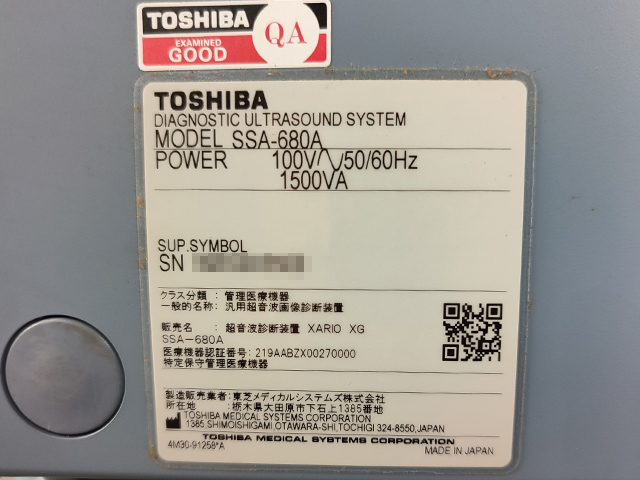 TOSHIBA
EXAMINED
GOOD
QA
TOSHIBA
DIAGNOSTIC ULTRASOUND SYSTEM
MODEL SSA-680A
POWER 100V 50/60Hz
1500VA
SUP.SYMBOL
SN
クラス分類 : 管理医療機器
一般的名称: 汎用超音波画像診断装置
販売名 : 超音波診断装置 XARIO XG
SSA-680A
医療機器認証番号: 219AABZX00270000
特定保守管理医療機器
製造販売業者:東芝メディカルシステムズ株式会社
所在地 :栃木県大田原市下石上1385番地
TOSHIBA MEDICAL SYSTEMS CORPORATION
1385,SHIMOISHIGAMI,OTAWARA-SHI,TOCHIGI 324-8550,JAPAN
TOSHIBA MEDICAL SYSTEMS CORPORATION
4M30-91258*A MADE IN JAPAN